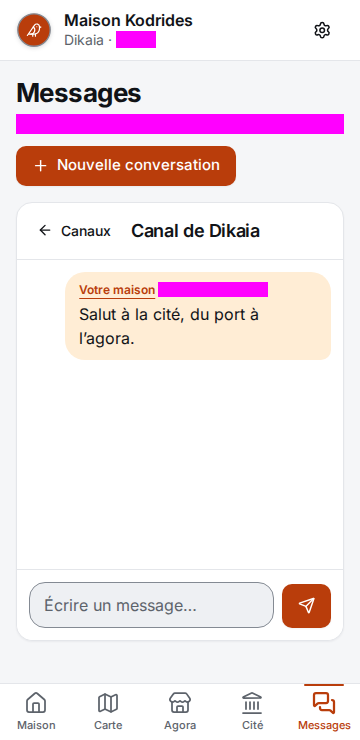 Maison Kodrides
Dikaia ·
Messages
Nouvelle conversation
Canaux
Canal de Dikaia
Votre maison
Salut à la cité, du port à
l’agora.
Écrire un message...
Maison
Carte
Agora
Cité
Messages